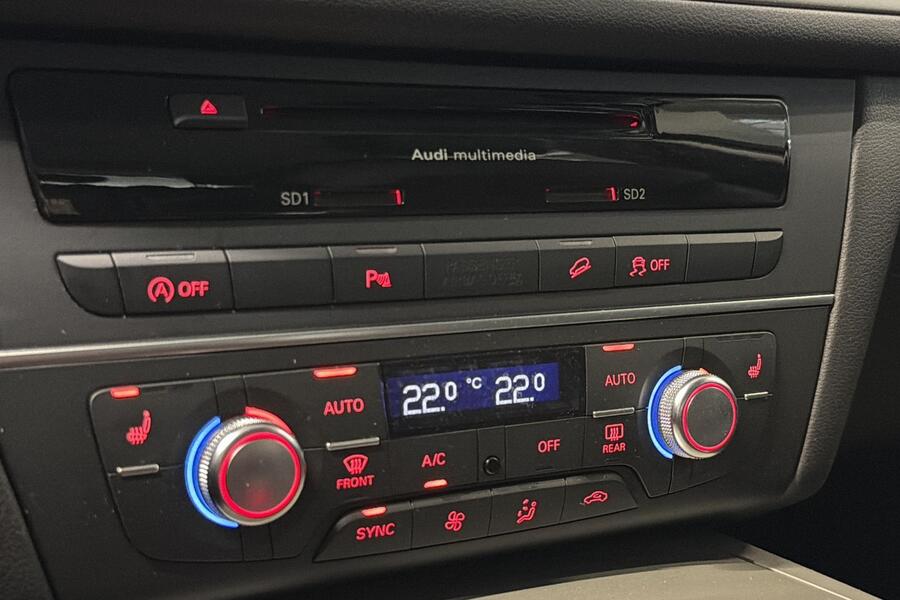 Audi multimedia
SD1
SD2
A OFF
P
OFF
AUTO
22.0 °C 22.0
AUTO
FRONT
A/C
OFF
REAR
SYNC